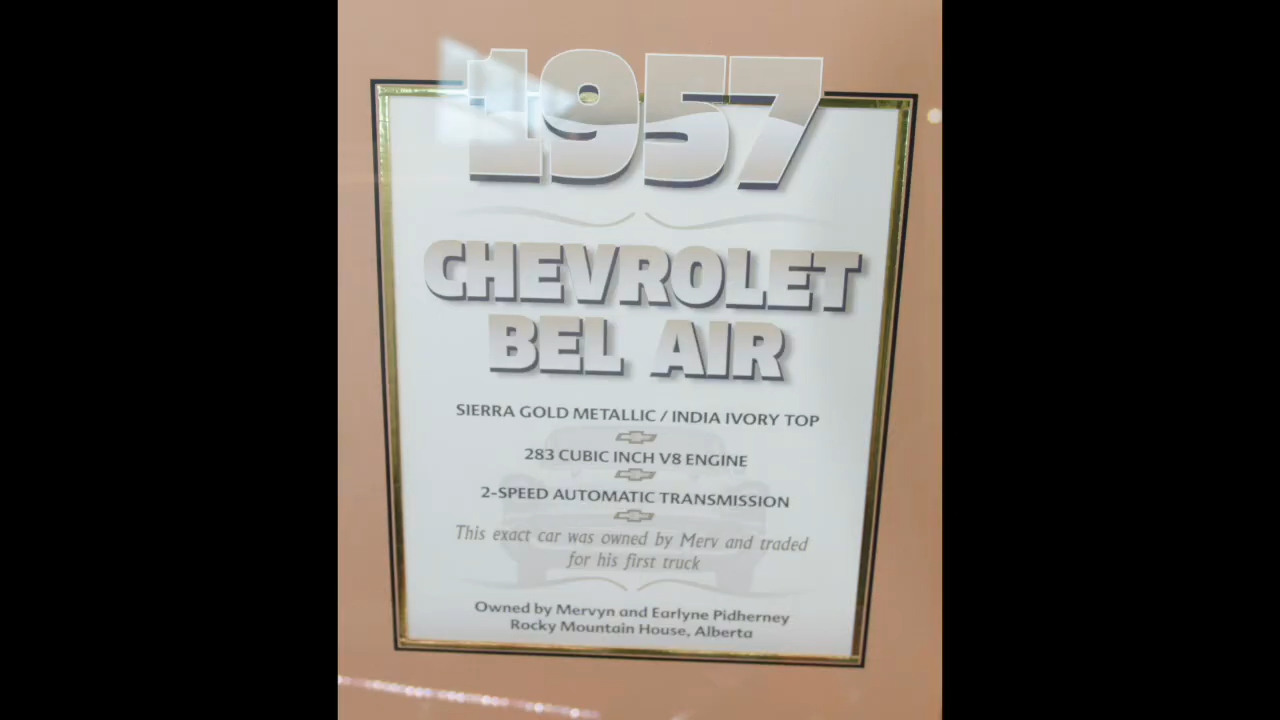 1957
CHEVROLET
BEL AIR
SIERRA GOLD METALLIC / INDIA IVORY TOP
283 CUBIC INCH V8 ENGINE
2-SPEED AUTOMATIC TRANSMISSION
This exact car was owned by Merv and traded
for his first truck
Owned by Mervyn and Earlyne Pidherney
Rocky Mountain House, Alberta